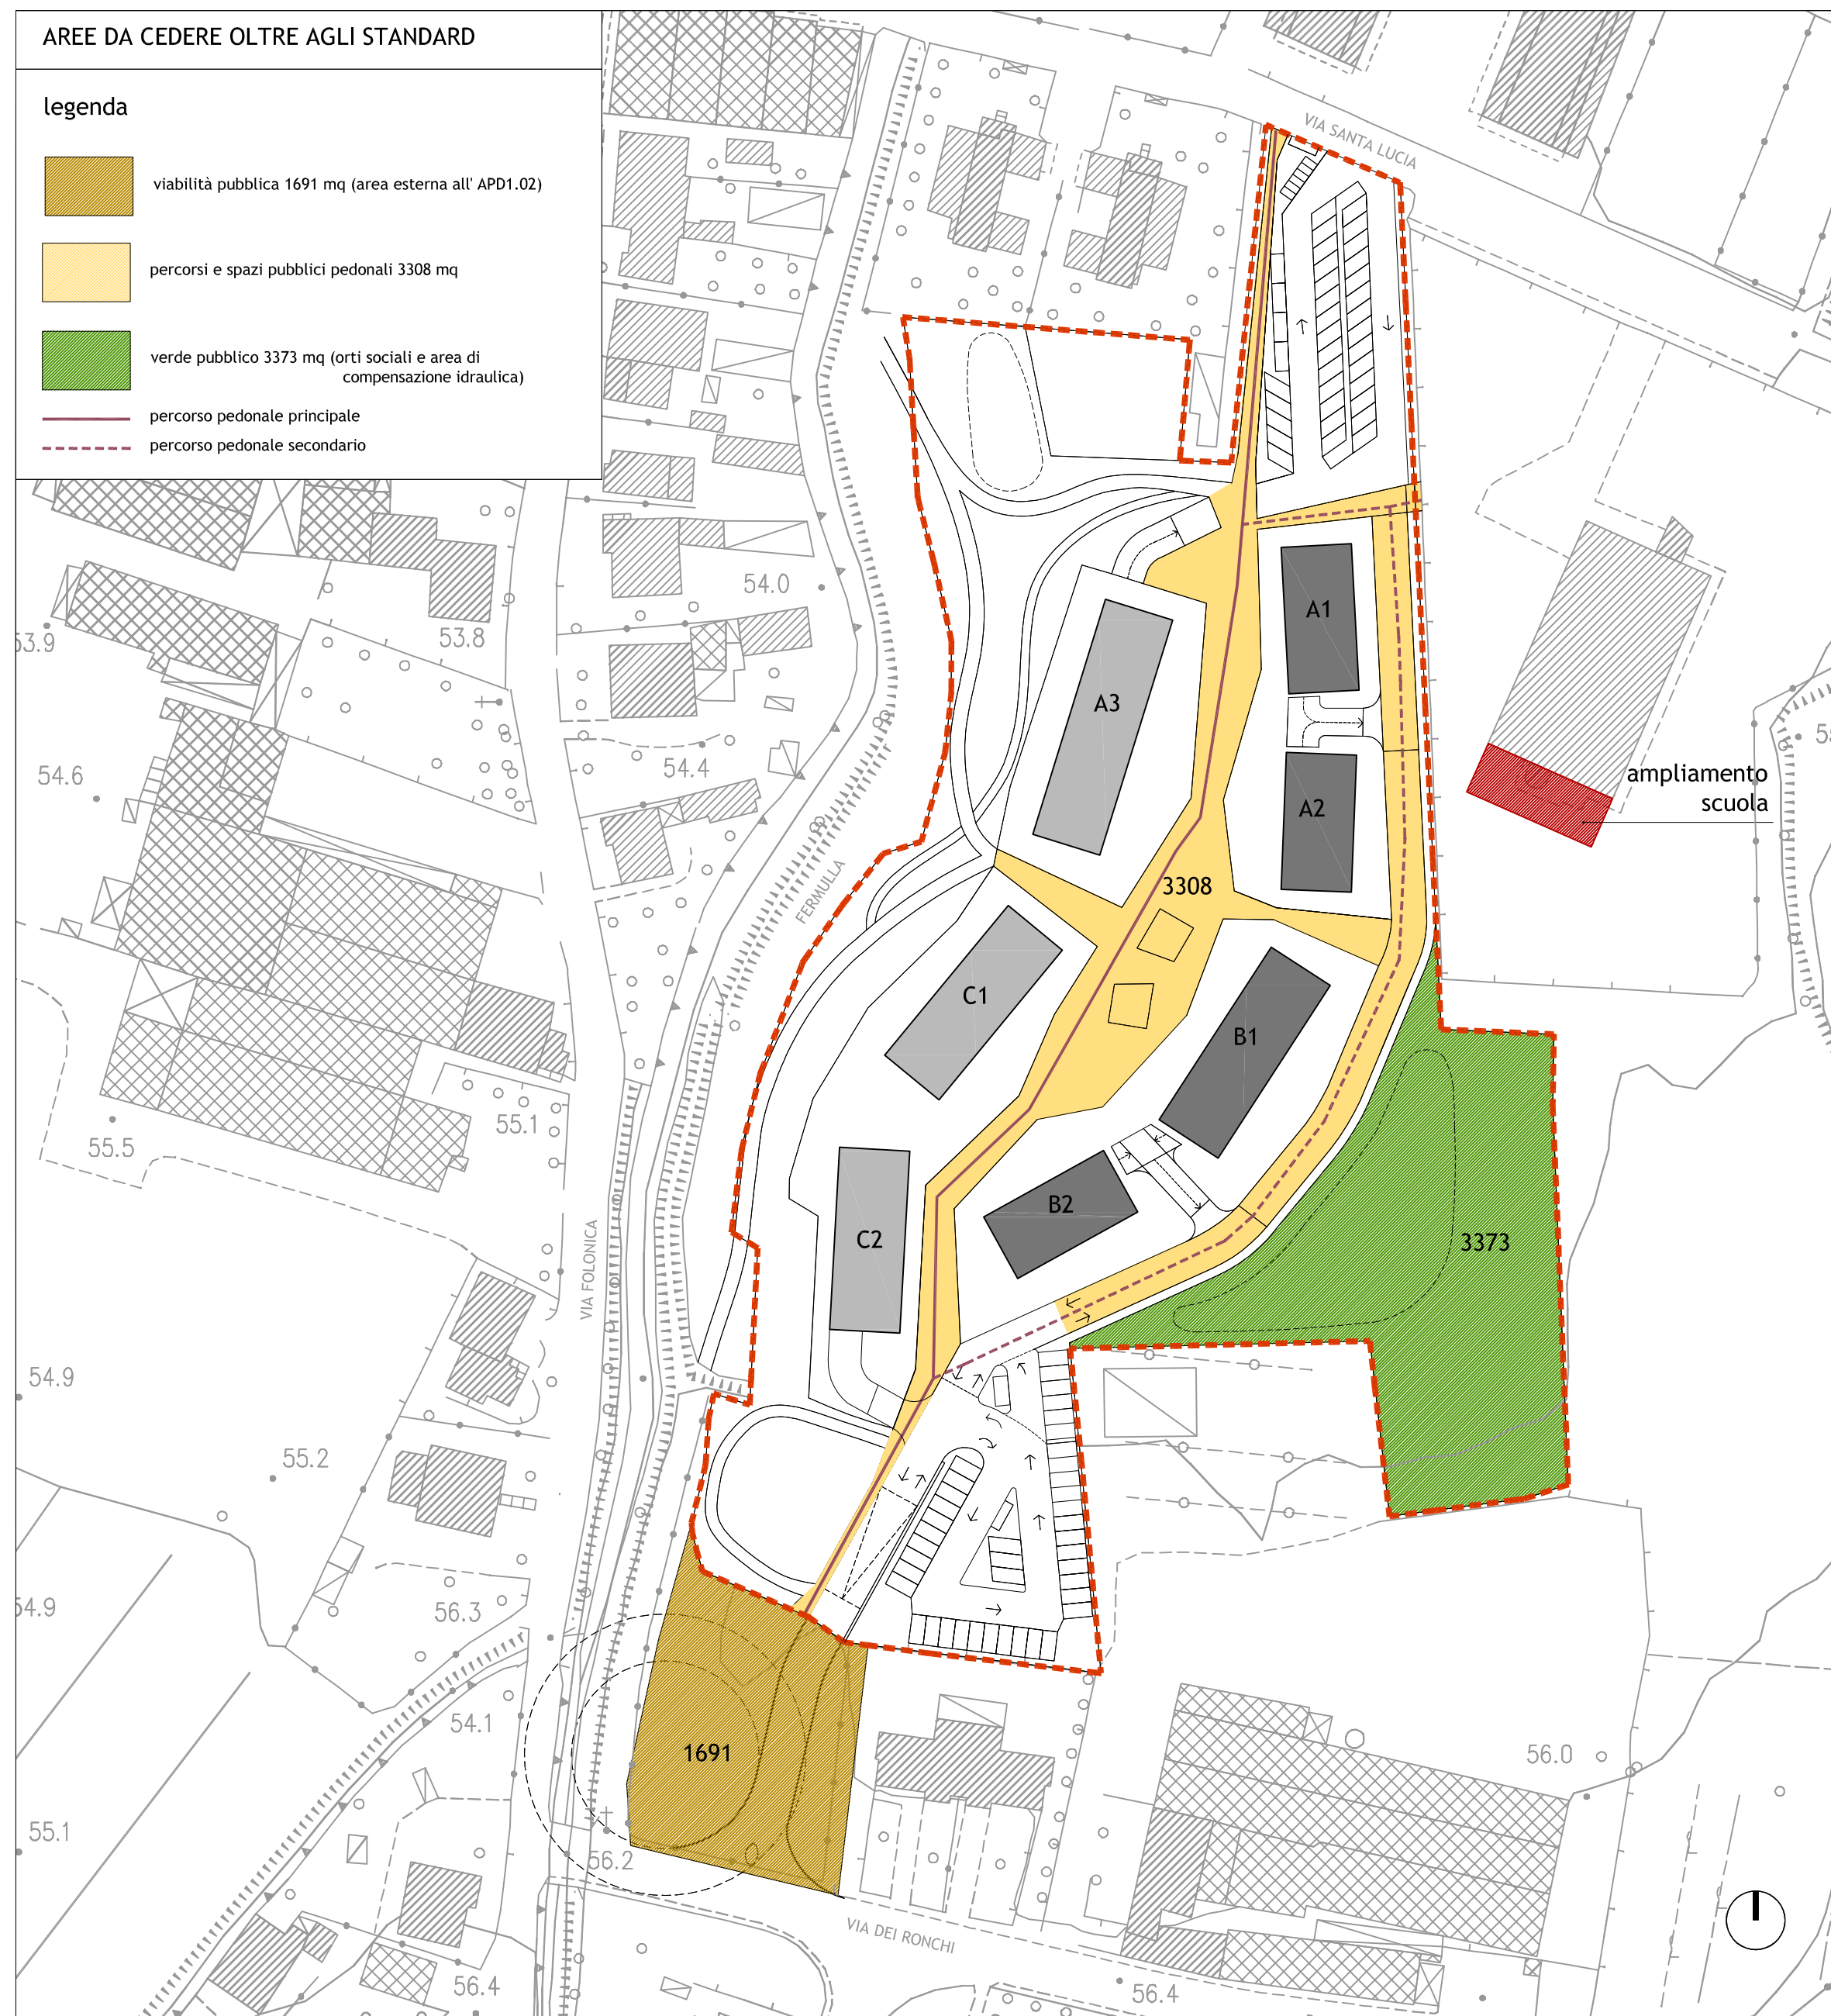 AREE DA CEDERE OLTRE AGLI STANDARD
legenda
viabilità pubblica 1691 mq (area esterna all' APD1.02)
percorsi e spazi pubblici pedonali 3308 mq
verde pubblico 3373 mq (orti sociali e area di
compensazione idraulica)
percorso pedonale principale
percorso pedonale secondario
VIA SANTA LUCIA
54.0
53.8
53.9
A1
A3
54.4
54.6
ampliamento
scuola
A2
3308
FERMULLA
C1
B1
55.1
55.5
B2
C2
3373
VIA FOLONICA
54.9
55.2
54.9
56.3
54.1
1691
56.0
55.1
56.2
VIA DEI RONCHI
56.4
56.4